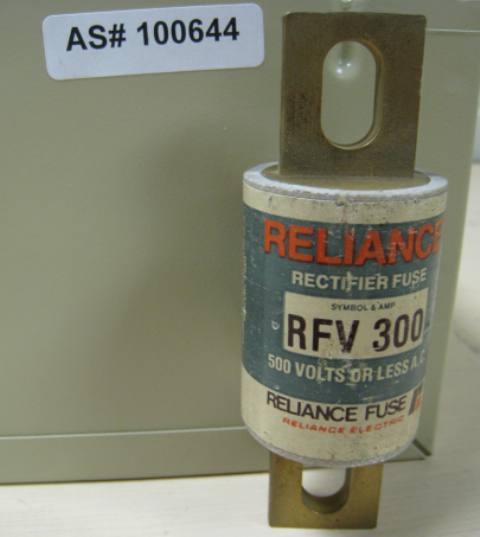 AS# 100644
RELIANCE
RECTIFIER FUSE
SYMBOL & AMP
RFV 300
500 VOLTS OR LESS A.C.
RELIANCE FUSE
RELIANCE ELECTRIC